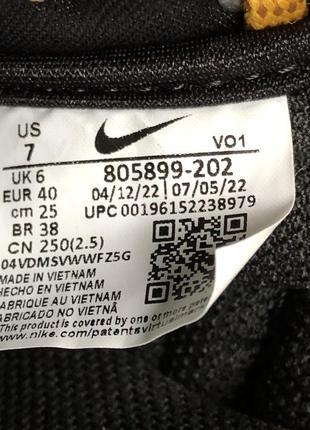 US
7
VO1
UK 6
805899-202
EUR 40
04/12/22 07/05/22
cm 25
UPC 00196152238979
BR 38
CN 250(2.5)
04VDMSVWWFZ5G
MADE IN VIETNAM
HECHO EN VIETNAM
FABRIQUE AU VIETNAM
FABRICADO NO VIETNÃ
This product is covered by one or more patents
www.nike.com/patents